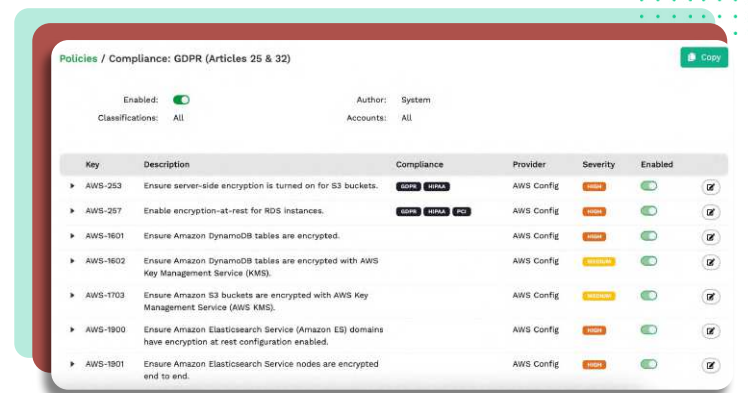 Policies / Compliance: GDPR (Articles 25 & 32)
Copy
Enabled:
Author: System
Classifications: All
Accounts: All
Key Description Compliance Provider Severity Enabled
AWS-253 Ensure server-side encryption is turned on for S3 buckets. GDPR HIPAA AWS Config HIGH
AWS-257 Enable encryption-at-rest for RDS instances. GDPR HIPAA PCI AWS Config HIGH
AWS-1601 Ensure Amazon DynamoDB tables are encrypted. AWS Config HIGH
AWS-1602 Ensure Amazon DynamoDB tables are encrypted with AWS AWS Config MEDIUM
Key Management Service (KMS).
AWS-1703 Ensure Amazon S3 buckets are encrypted with AWS Key AWS Config MEDIUM
Management Service (AWS KMS).
AWS-1900 Ensure Amazon Elasticsearch Service (Amazon ES) domains AWS Config HIGH
have encryption at rest configuration enabled.
AWS-1901 Ensure Amazon Elasticsearch Service nodes are encrypted AWS Config HIGH
end to end.